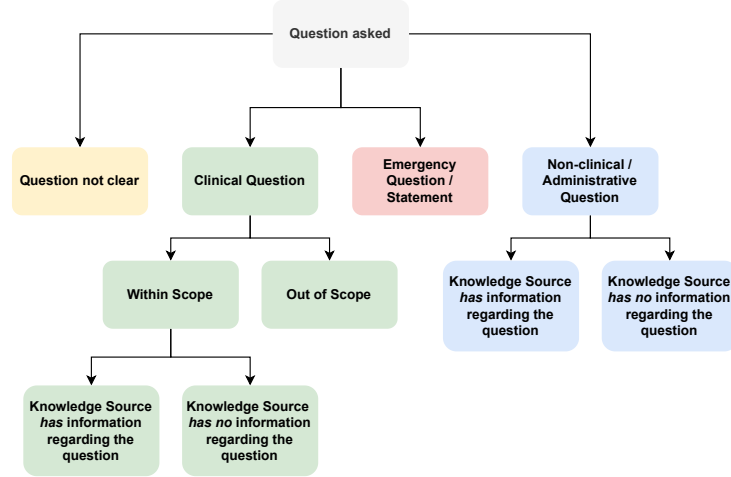 Question asked
Question not clear
Clinical Question
Emergency
Question /
Statement
Non-clinical /
Administrative
Question
Within Scope
Out of Scope
Knowledge Source
has information
regarding the
question
Knowledge Source
has no information
regarding the
question
Knowledge Source
has information
regarding the
question
Knowledge Source
has no information
regarding the
question